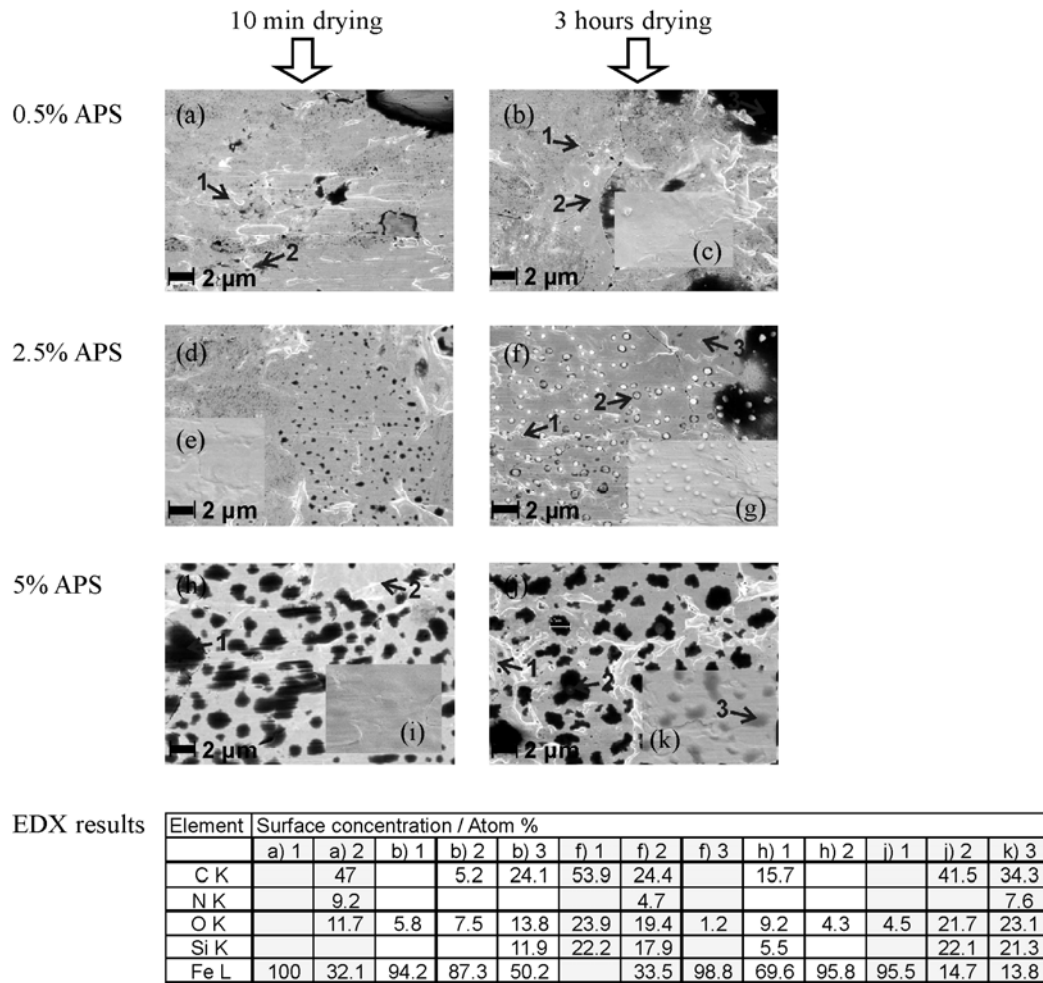 10 min drying 3 hours drying
0.5% APS
(a) 1 2 2 µm
(b) 1 2 3 (c) 2 µm
2.5% APS
(d) (e) 2 µm
(f) 1 2 3 (g) 2 µm
5% APS
(h) 1 2 (i) 2 µm
(j) 1 2 3 (k) 2 µm
EDX results
Element Surface concentration / Atom %
a) 1 a) 2 b) 1 b) 2 b) 3 f) 1 f) 2 f) 3 h) 1 h) 2 j) 1 j) 2 k) 3
C K 47 5.2 24.1 53.9 24.4 15.7 41.5 34.3
N K 9.2 4.7 7.6
O K 11.7 5.8 7.5 13.8 23.9 19.4 1.2 9.2 4.3 4.5 21.7 23.1
Si K 11.9 22.2 17.9 5.5 22.1 21.3
Fe L 100 32.1 94.2 87.3 50.2 33.5 98.8 69.6 95.8 95.5 14.7 13.8